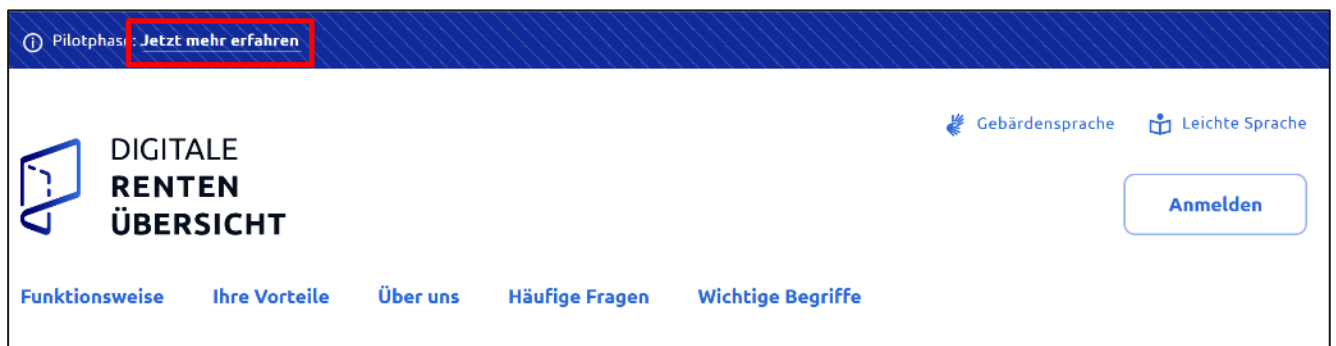 Pilotphase: Jetzt mehr erfahren
Gebärdensprache Leichte Sprache
DIGITALE
RENTEN
ÜBERSICHT
Anmelden
Funktionsweise Ihre Vorteile Über uns Häufige Fragen Wichtige Begriffe